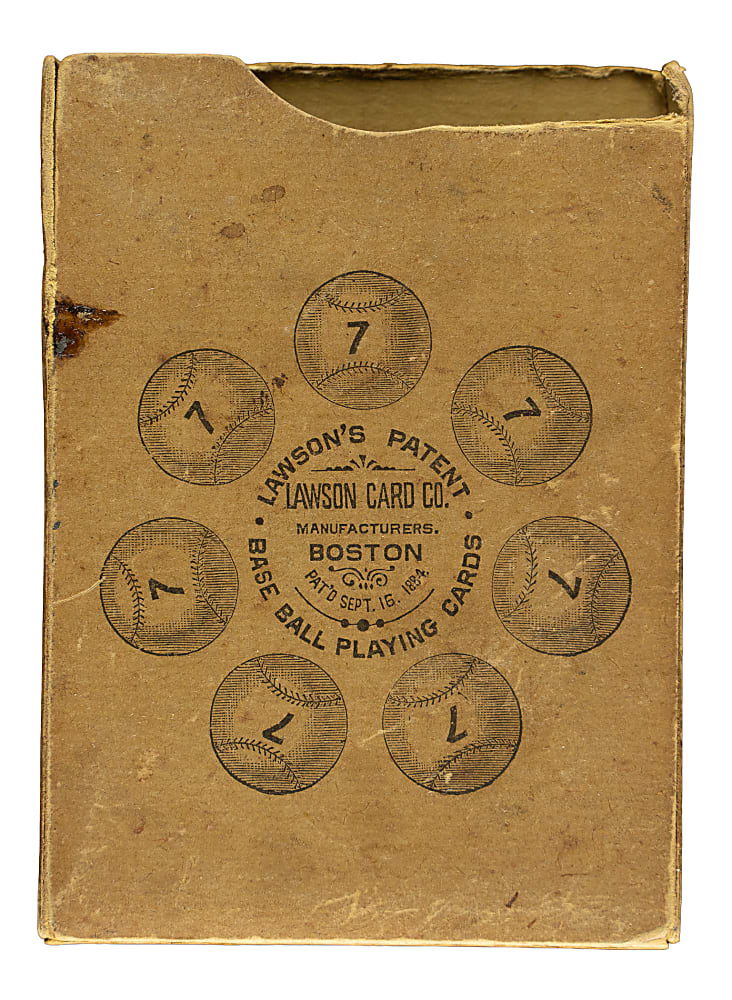 7
7
7
LAWSON'S PATENT
LAWSON CARD CO.
MANUFACTURERS.
BOSTON
PAT'D SEPT. 16. 1884.
BASE BALL PLAYING CARDS
7
7
7
7